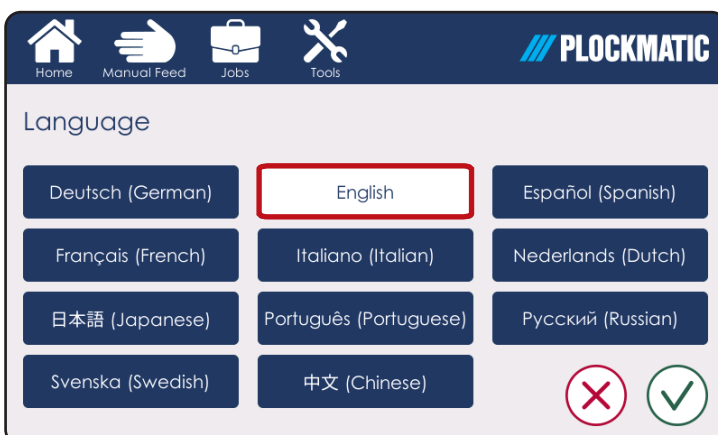 Home Manual Feed Jobs Tools PLOCKMATIC
Language
Deutsch (German) English Español (Spanish)
Français (French) Italiano (Italian) Nederlands (Dutch)
日本語 (Japanese) Português (Portuguese) Русский (Russian)
Svenska (Swedish) 中文 (Chinese)